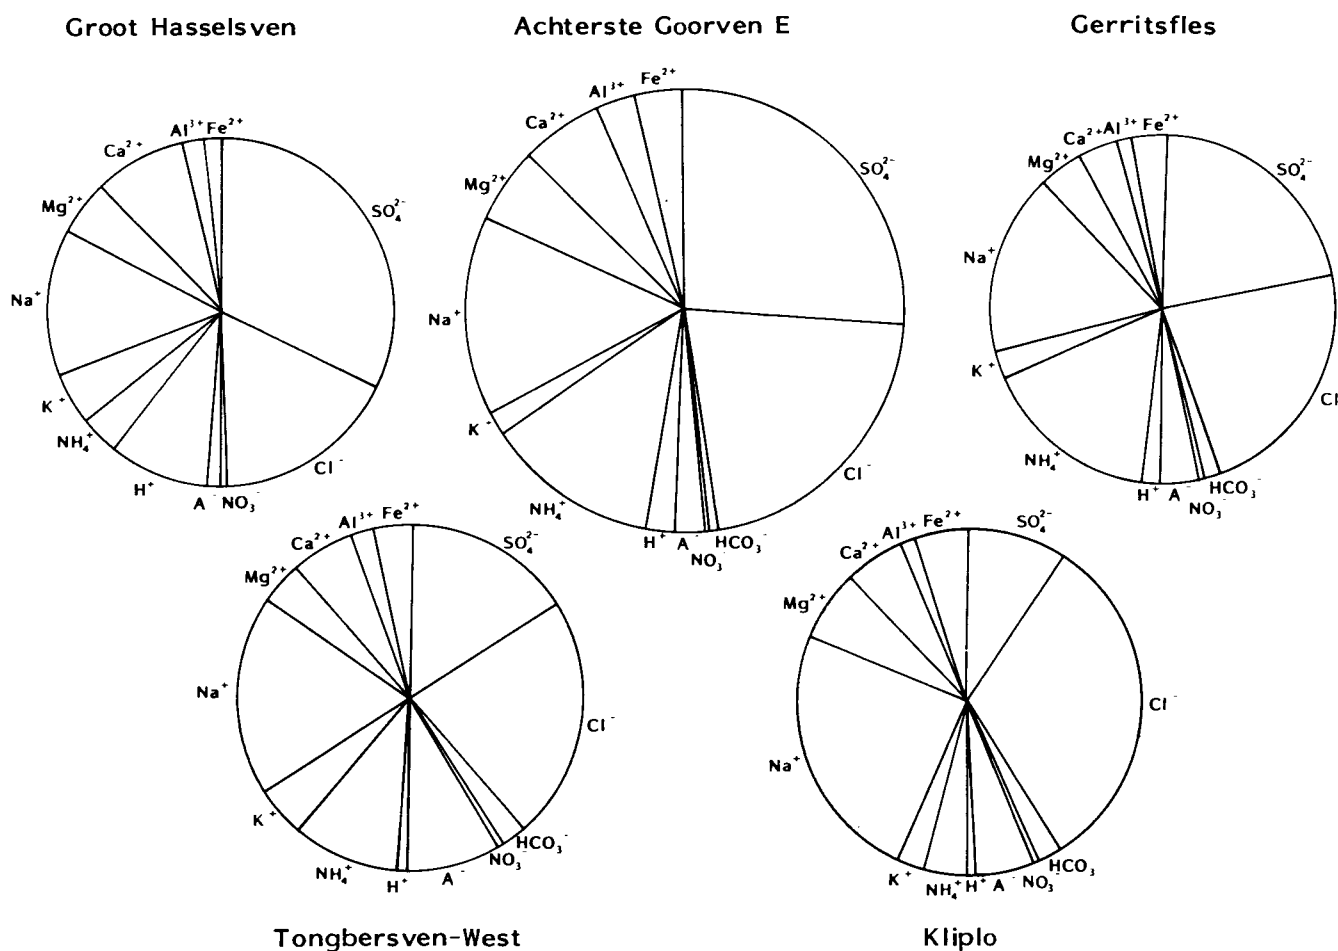 Groot Hasselsven
Achterste Goorven E
Gerritsfles
Al³⁺ Fe²⁺
Ca²⁺
Mg²⁺
Na⁺
K⁺
NH₄⁺
H⁺
A⁻
NO₃⁻
Cl⁻
SO₄²⁻
Al³⁺ Fe²⁺
Ca²⁺
Mg²⁺
Na⁺
K⁺
NH₄⁺
H⁺
A⁻
NO₃⁻
HCO₃⁻
Cl⁻
SO₄²⁻
Al³⁺ Fe²⁺
Ca²⁺
Mg²⁺
Na⁺
K⁺
NH₄⁺
H⁺
A⁻
NO₃⁻
HCO₃⁻
Cl
SO₄²⁻
Al³⁺ Fe²⁺
Ca²⁺
Mg²⁺
Na⁺
K⁺
NH₄⁺
H⁺
A⁻
NO₃⁻
HCO₃⁻
Cl⁻
SO₄²⁻
Al³⁺ Fe²⁺
Ca²⁺
Mg²⁺
Na⁺
K⁺
NH₄⁺
H⁺
A⁻
NO₃⁻
HCO₃⁻
Cl⁻
SO₄²⁻
Tongbersven-West
Kliplo